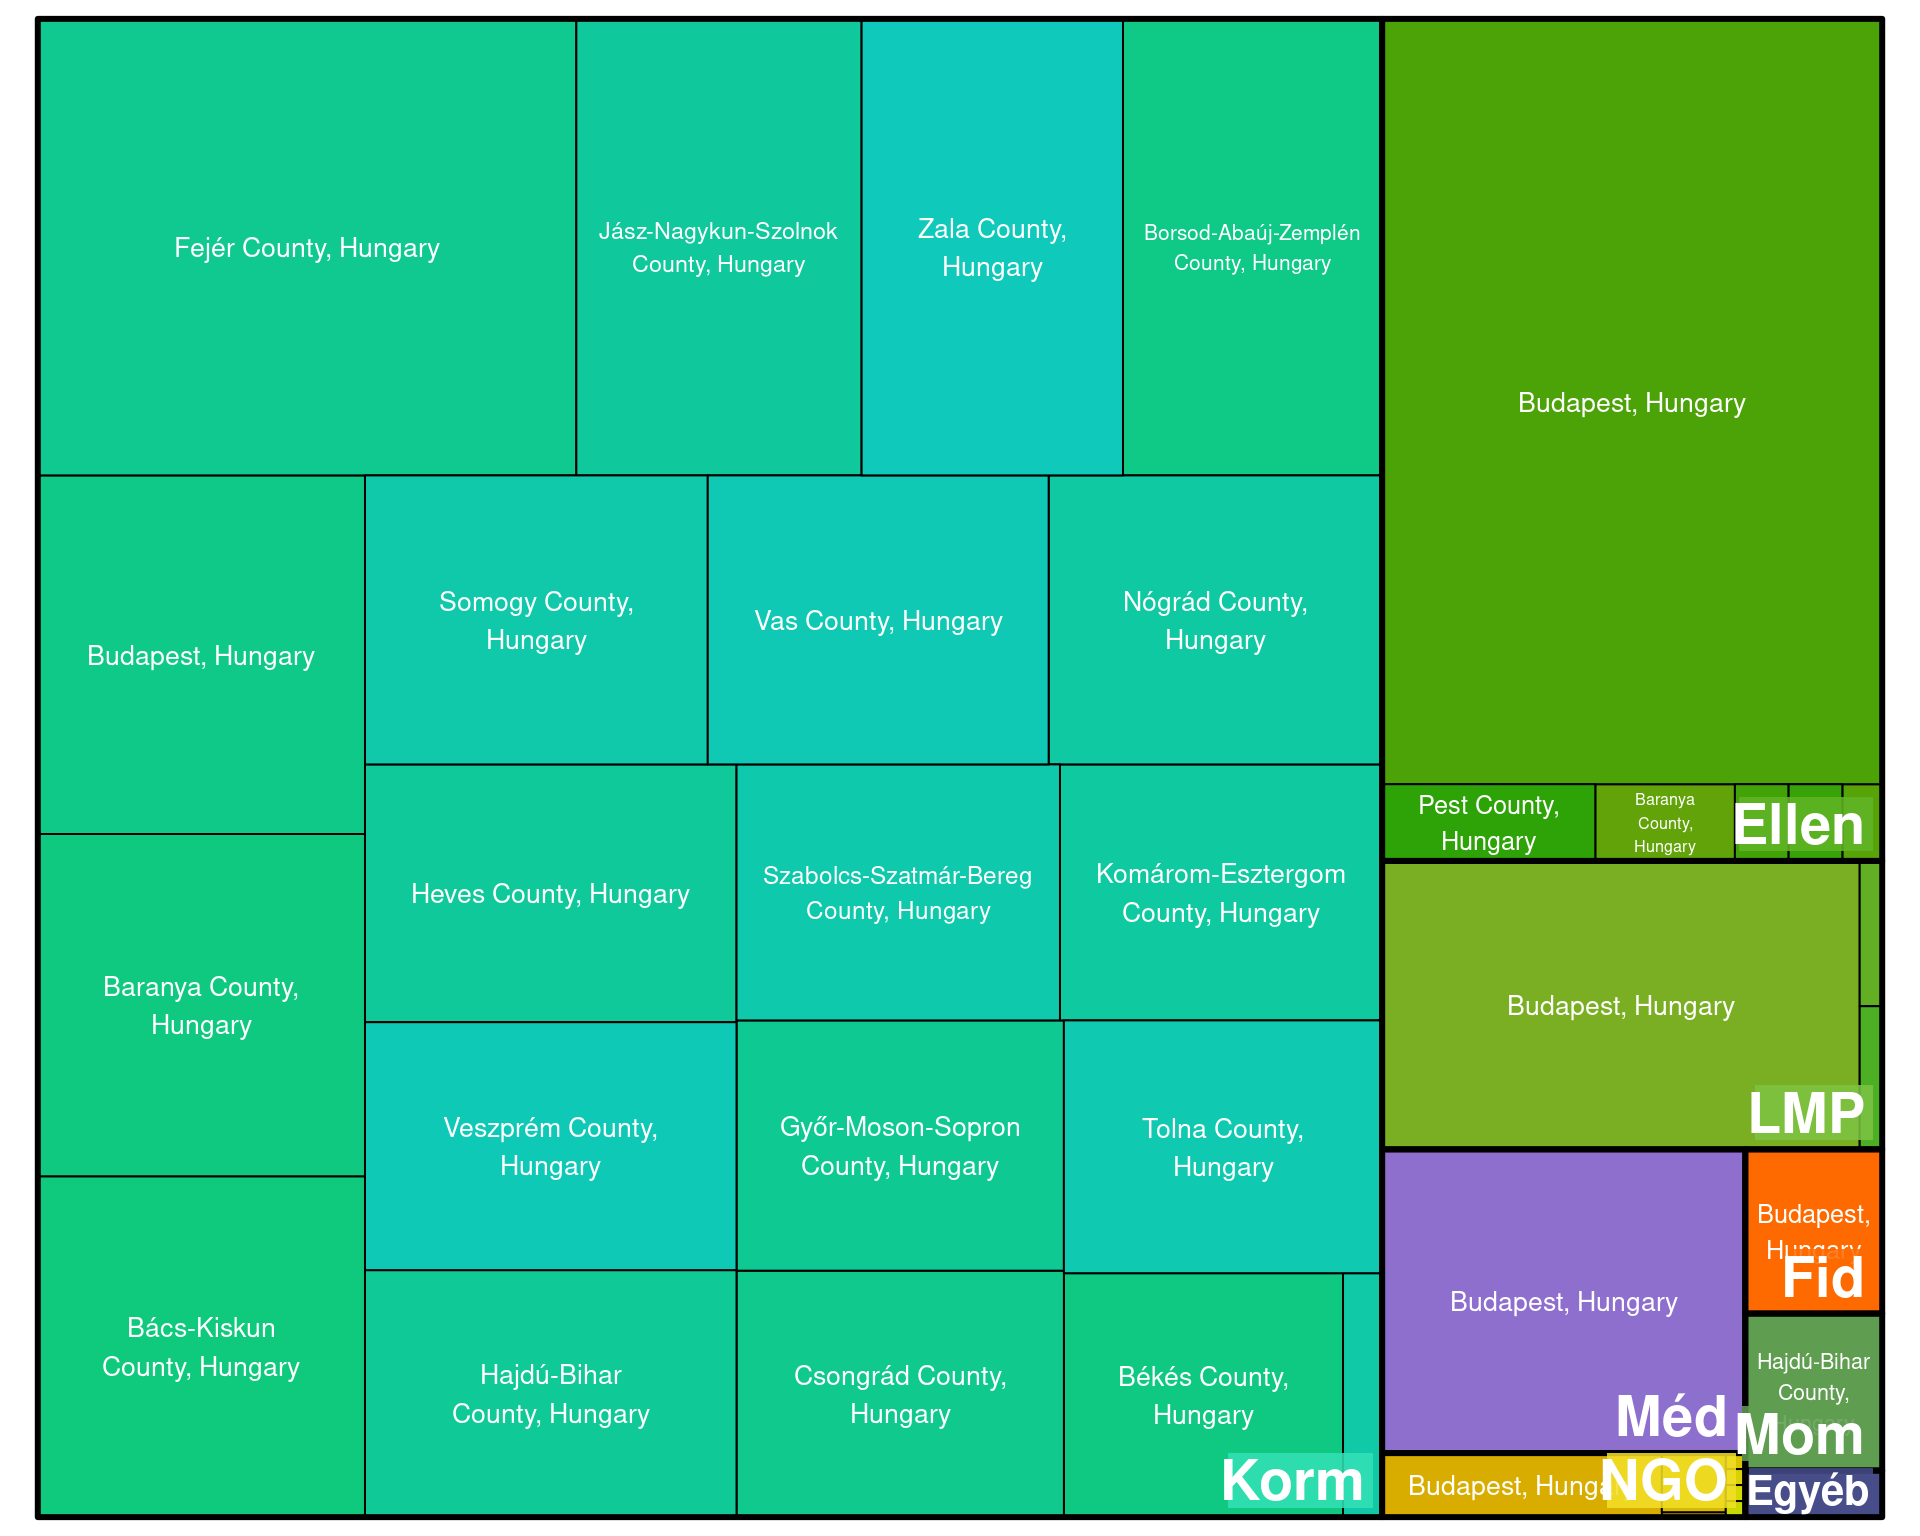 Fejér County, Hungary
Jász-Nagykun-Szolnok
County, Hungary
Zala County,
Hungary
Borsod-Abaúj-Zemplén
County, Hungary
Budapest, Hungary
Somogy County,
Hungary
Vas County, Hungary
Nógrád County,
Hungary
Heves County, Hungary
Szabolcs-Szatmár-Bereg
County, Hungary
Komárom-Esztergom
County, Hungary
Baranya County,
Hungary
Veszprém County,
Hungary
Győr-Moson-Sopron
County, Hungary
Tolna County,
Hungary
Bács-Kiskun
County, Hungary
Hajdú-Bihar
County, Hungary
Csongrád County,
Hungary
Békés County,
Hungary
Korm
Budapest, Hungary
Pest County,
Hungary
Baranya
County,
Hungary
Ellen
Budapest, Hungary
LMP
Budapest, Hungary
Méd
Budapest,
Hungary
Fid
Hajdú-Bihar
County,
Hungary
Mom
Budapest, Hungary
NGO
Egyéb